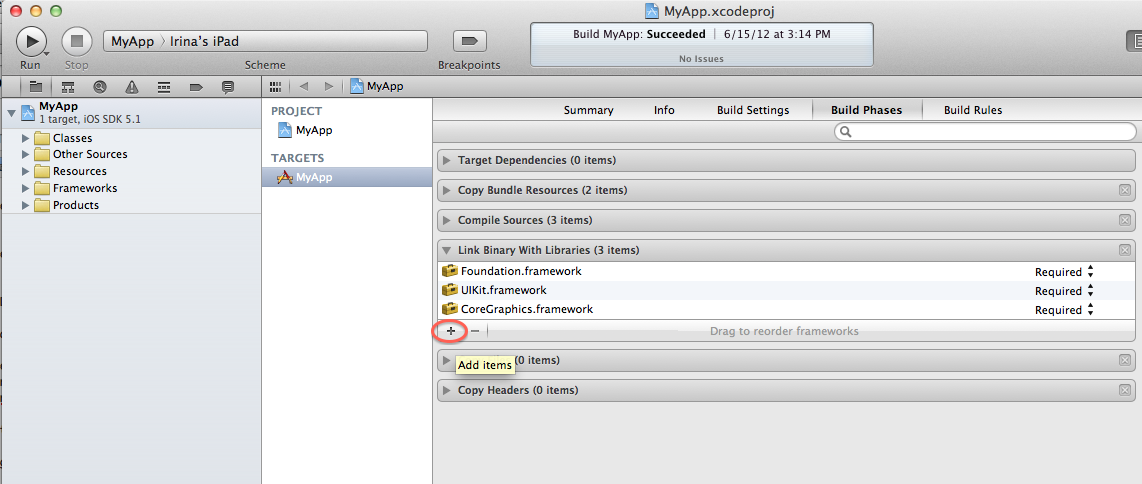 MyApp.xcodeproj
Run
Stop
MyApp
Irina's iPad
Scheme
Breakpoints
Build MyApp: Succeeded | 6/15/12 at 3:14 PM
No Issues
MyApp
MyApp
1 target, iOS SDK 5.1
Classes
Other Sources
Resources
Frameworks
Products
PROJECT
MyApp
TARGETS
MyApp
Summary
Info
Build Settings
Build Phases
Build Rules
Target Dependencies (0 items)
Copy Bundle Resources (2 items)
Compile Sources (3 items)
Link Binary With Libraries (3 items)
Foundation.framework
Required
UIKit.framework
Required
CoreGraphics.framework
Required
Drag to reorder frameworks
(0 items)
Add items
Copy Headers (0 items)